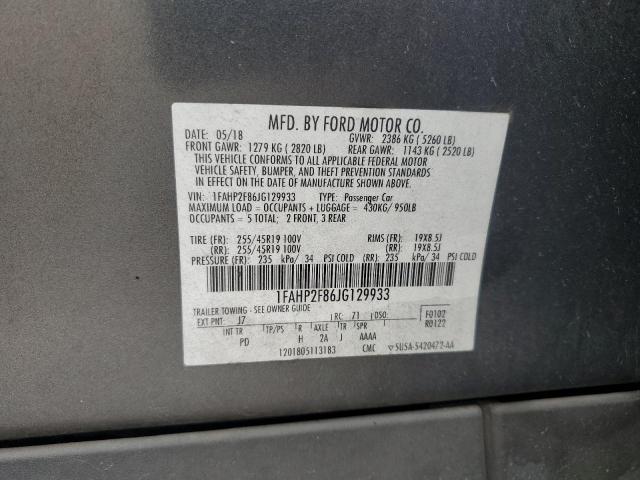 MFD. BY FORD MOTOR CO.
DATE: 05/18 GVWR: 2386 KG ( 5260 LB)
FRONT GAWR: 1279 KG ( 2820 LB) REAR GAWR: 1143 KG ( 2520 LB)
THIS VEHICLE CONFORMS TO ALL APPLICABLE FEDERAL MOTOR
VEHICLE SAFETY, BUMPER, AND THEFT PREVENTION STANDARDS
IN EFFECT ON THE DATE OF MANUFACTURE SHOWN ABOVE.
VIN: 1FAHP2F86JG129933 TYPE: Passenger Car
MAXIMUM LOAD = OCCUPANTS + LUGGAGE = 430KG/ 950LB
OCCUPANTS = 5 TOTAL; 2 FRONT, 3 REAR
TIRE (FR): 255/45R19 100V RIMS (FR): 19X8.5J
(RR): 255/45R19 100V (RR): 19X8.5J
PRESSURE (FR): 235 kPa/ 34 PSI COLD (RR): 235 kPa/ 34 PSI COLD
1FAHP2F86JG129933
TRAILER TOWING - SEE OWNER GUIDE
EXT PNT: J7 RC: 71 DSO: F0102
R0122
INT TR TP/PS R AXLE TR SPR
PD H 2A J AAAA
1201805113183 CMC 5U5A-5420472-AA